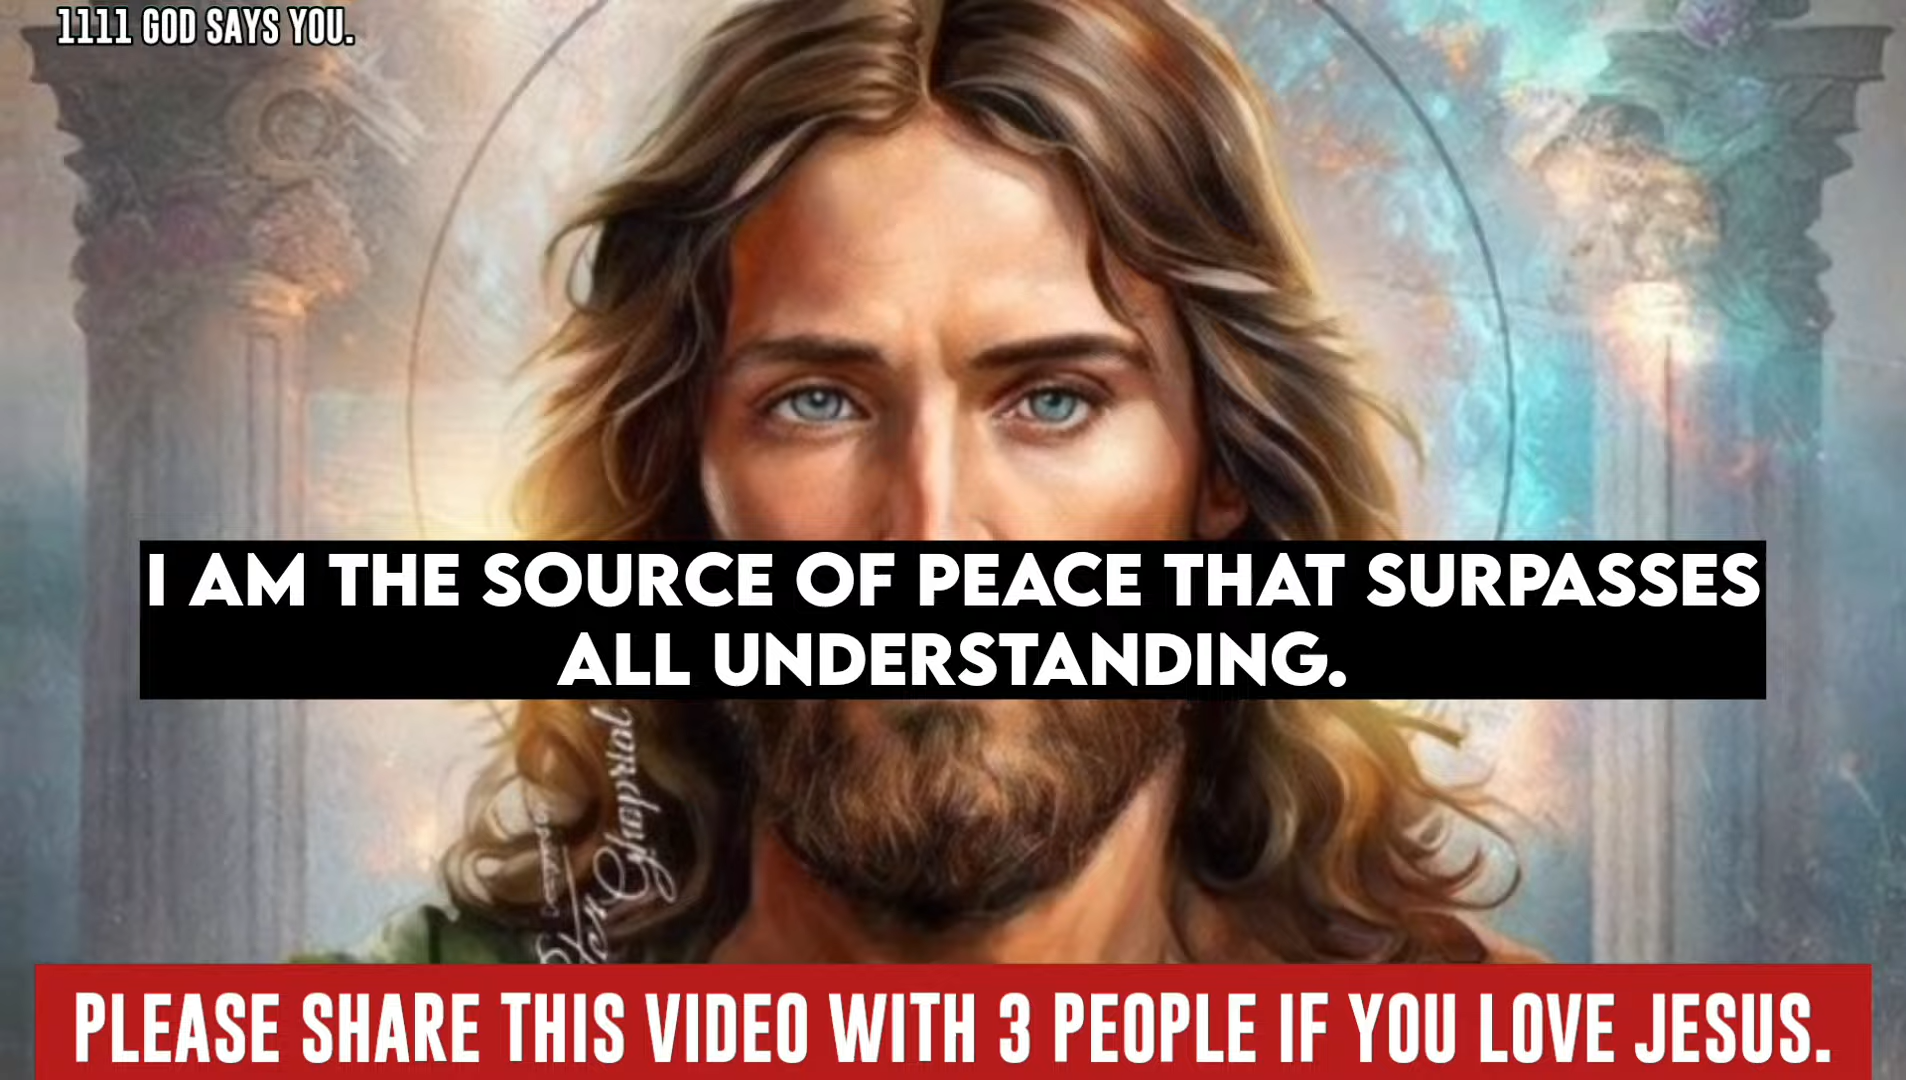 1111 GOD SAYS YOU.
I AM THE SOURCE OF PEACE THAT SURPASSES
ALL UNDERSTANDING.
PLEASE SHARE THIS VIDEO WITH 3 PEOPLE IF YOU LOVE JESUS.